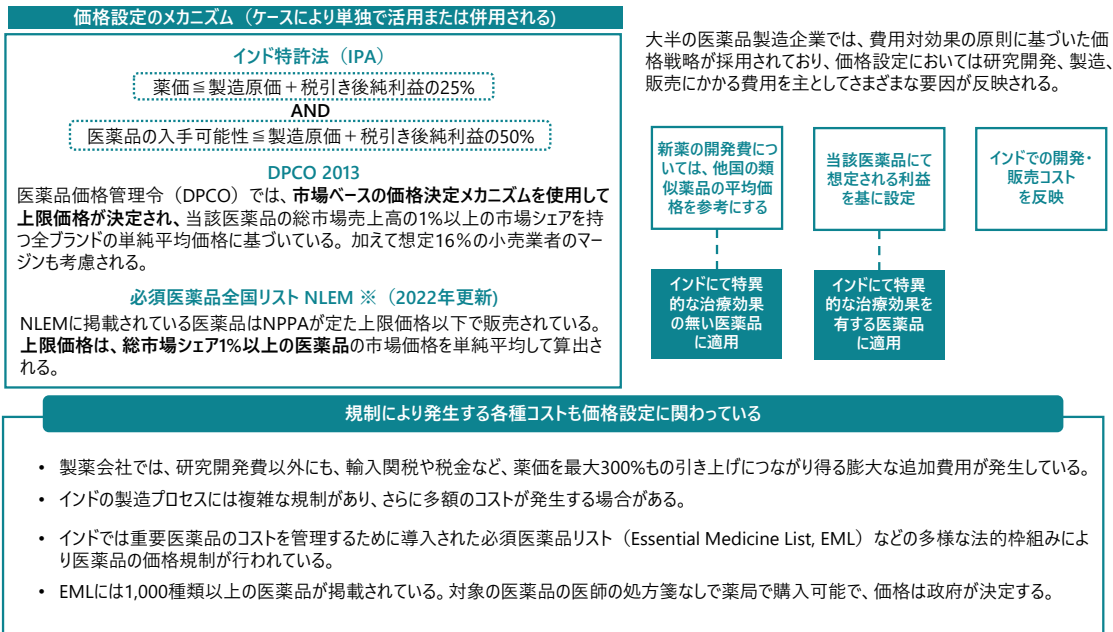 価格設定のメカニズム（ケースにより単独で活用または併用される)
インド特許法（IPA）
薬価≦製造原価＋税引き後純利益の25%
AND
医薬品の入手可能性≦製造原価＋税引き後純利益の50%
DPCO 2013
医薬品価格管理令（DPCO）では、市場ベースの価格決定メカニズムを使用して
上限価格が決定され、当該医薬品の総市場売上高の1%以上の市場シェアを持
つ全ブランドの単純平均価格に基づいている。加えて想定16％の小売業者のマー
ジンも考慮される。
必須医薬品全国リスト NLEM ※（2022年更新)
NLEMに掲載されている医薬品はNPPAが定た上限価格以下で販売されている。
上限価格は、総市場シェア1%以上の医薬品の市場価格を単純平均して算出さ
れる。
大半の医薬品製造企業では、費用対効果の原則に基づいた価
格戦略が採用されており、価格設定においては研究開発、製造、
販売にかかる費用を主としてさまざまな要因が反映される。
新薬の開発費につ
いては、他国の類
似薬品の平均価
格を参考にする
当該医薬品にて
想定される利益
を基に設定
インドでの開発・
販売コスト
を反映
インドにて特異
的な治療効果
の無い医薬品
に適用
インドにて特異
的な治療効果を
有する医薬品
に適用
規制により発生する各種コストも価格設定に関わっている
• 製薬会社では、研究開発費以外にも、輸入関税や税金など、薬価を最大300%もの引き上げにつながり得る膨大な追加費用が発生している。
• インドの製造プロセスには複雑な規制があり、さらに多額のコストが発生する場合がある。
• インドでは重要医薬品のコストを管理するために導入された必須医薬品リスト（Essential Medicine List, EML）などの多様な法的枠組みによ
り医薬品の価格規制が行われている。
• EMLには1,000種類以上の医薬品が掲載されている。対象の医薬品の医師の処方箋なしで薬局で購入可能で、価格は政府が決定する。